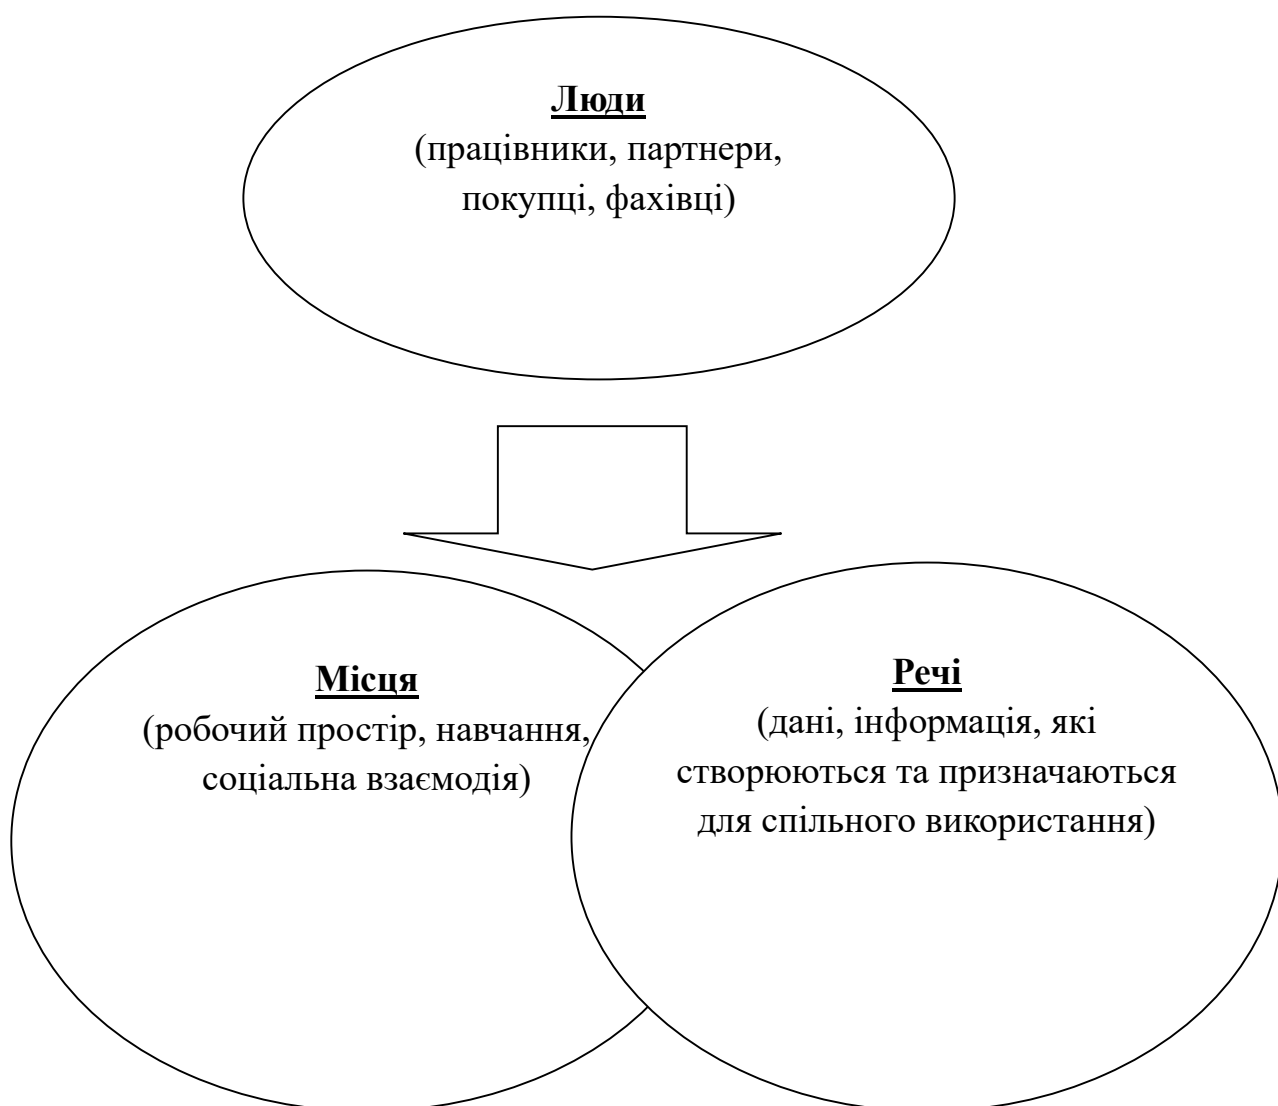 Люди
(працівники, партнери,
покупці, фахівці)
Місця
(робочий простір, навчання,
соціальна взаємодія)
Речі
(дані, інформація, які
створюються та призначаються
для спільного використання)